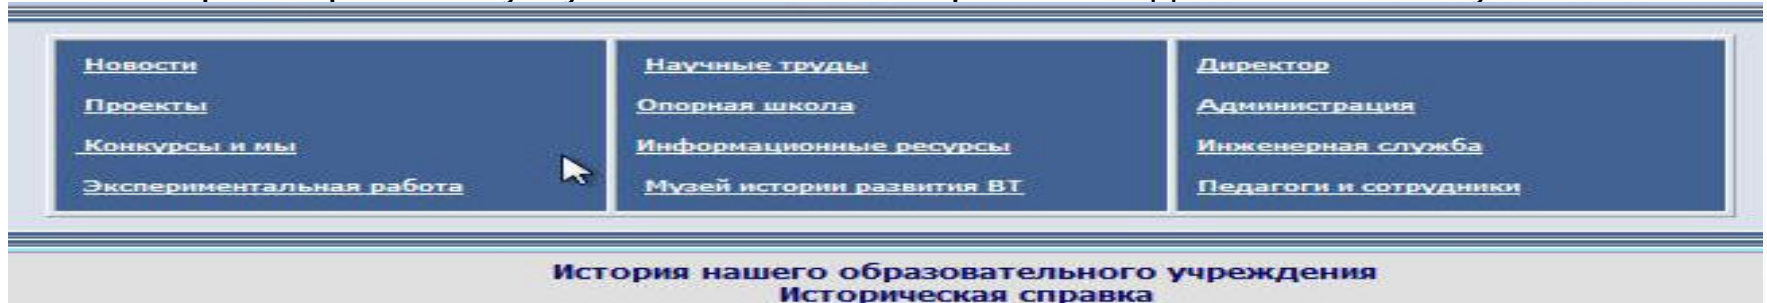 Новости
Проекты
Конкурсы и мы
Экспериментальная работа
Научные труды
Опорная школа
Информационные ресурсы
Музей истории развития ВТ
Директор
Администрация
Инженерная служба
Педагоги и сотрудники
История нашего образовательного учреждения
Историческая справка